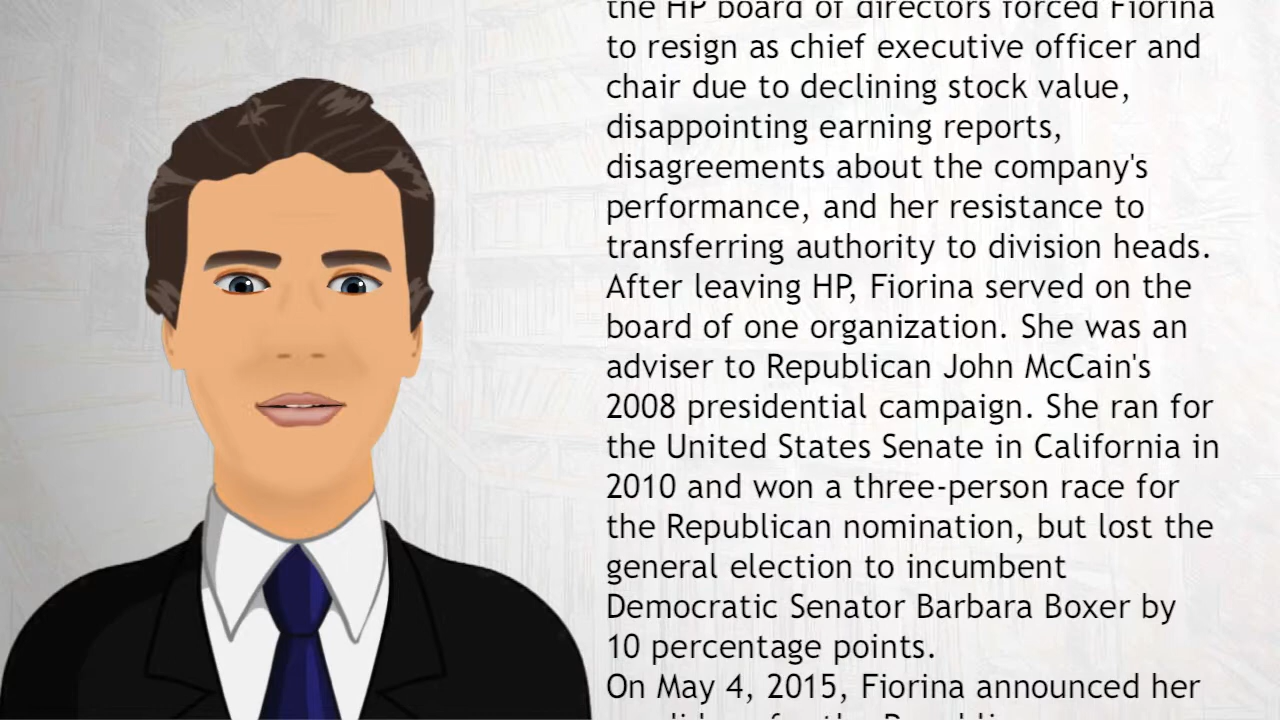 the HP board of directors forced Fiorina
to resign as chief executive officer and
chair due to declining stock value,
disappointing earning reports,
disagreements about the company's
performance, and her resistance to
transferring authority to division heads.
After leaving HP, Fiorina served on the
board of one organization. She was an
adviser to Republican John McCain's
2008 presidential campaign. She ran for
the United States Senate in California in
2010 and won a three-person race for
the Republican nomination, but lost the
general election to incumbent
Democratic Senator Barbara Boxer by
10 percentage points.
On May 4, 2015, Fiorina announced her